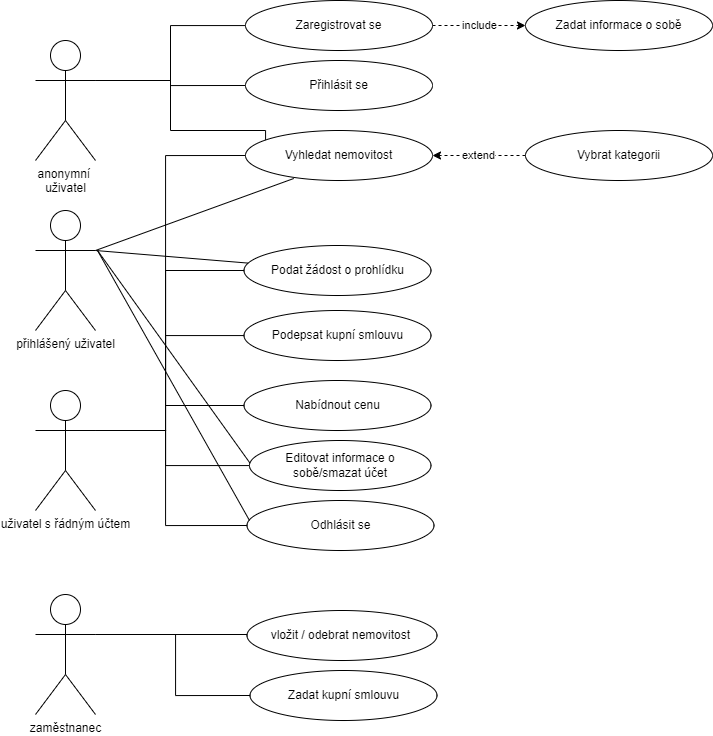 Zaregistrovat se
include
Zadat informace o sobě
Přihlásit se
Vyhledat nemovitost
extend
Vybrat kategorii
anonymní
uživatel
Podat žádost o prohlídku
Podepsat kupní smlouvu
přihlášený uživatel
Nabídnout cenu
Editovat informace o
sobě/smazat účet
uživatel s řádným účtem
Odhlásit se
vložit / odebrat nemovitost
Zadat kupní smlouvu
zaměstnanec